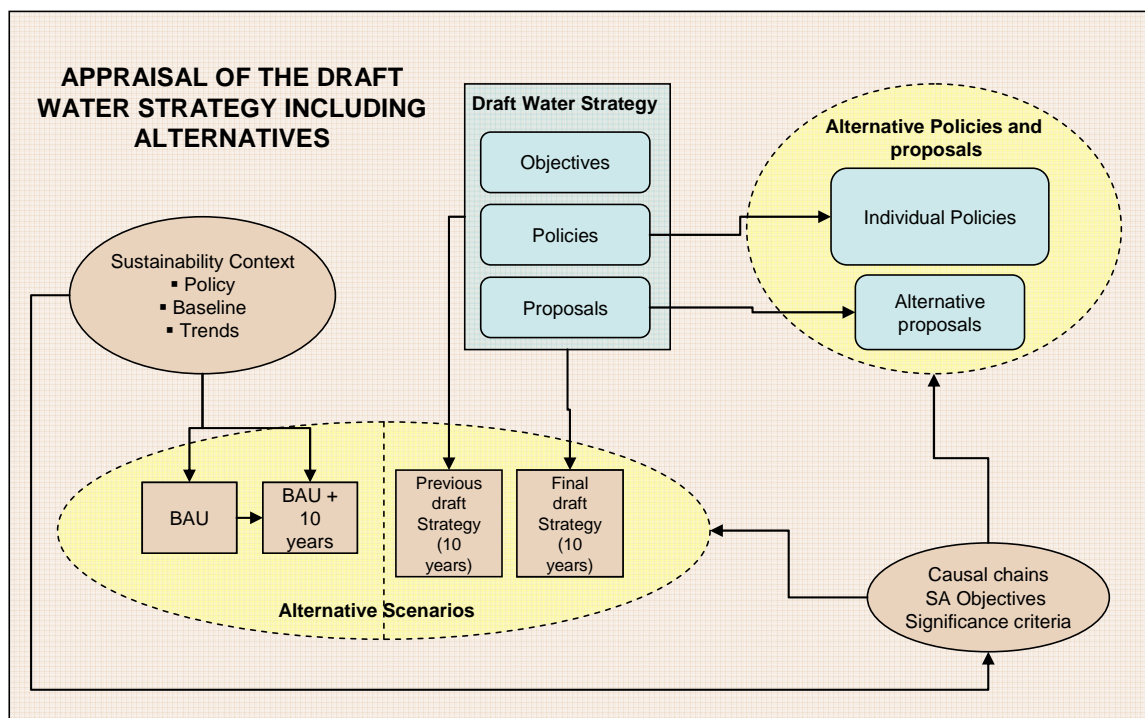 APPRAISAL OF THE DRAFT
WATER STRATEGY INCLUDING
ALTERNATIVES
Draft Water Strategy
Objectives
Policies
Proposals
Alternative Policies and
proposals
Individual Policies
Alternative
proposals
Sustainability Context
▪ Policy
▪ Baseline
▪ Trends
BAU
BAU +
10
years
Previous
draft
Strategy
(10
years)
Final
draft
Strategy
(10
years)
Alternative Scenarios
Causal chains
SA Objectives
Significance criteria